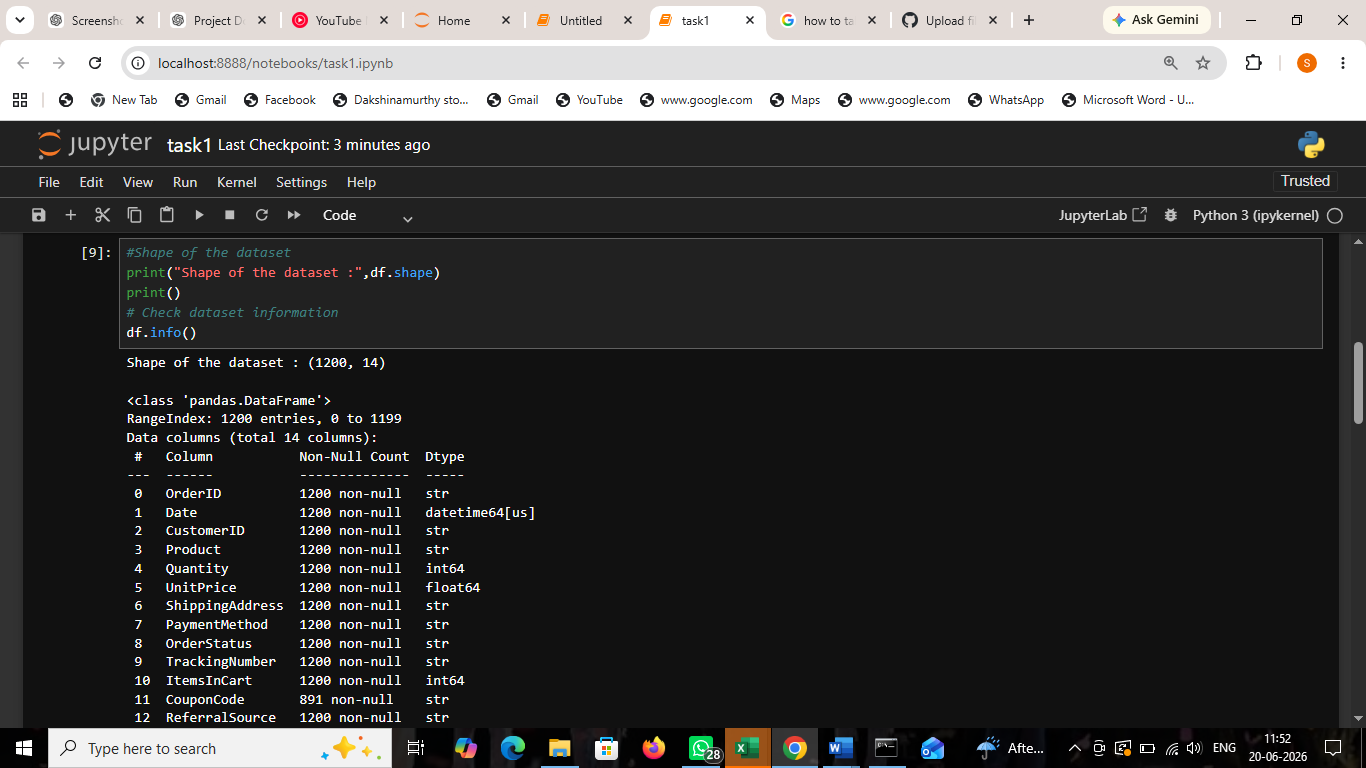 Screensho
Project De
YouTube
Home
Untitled
task1
how to ta
Upload fi
Ask Gemini
localhost:8888/notebooks/task1.ipynb
S
New Tab
Gmail
Facebook
Dakshinamurthy sto...
Gmail
YouTube
www.google.com
Maps
www.google.com
WhatsApp
Microsoft Word - U...
jupyter task1 Last Checkpoint: 3 minutes ago
File Edit View Run Kernel Settings Help
Trusted
Code
JupyterLab
Python 3 (ipykernel)
[9]:
#Shape of the dataset
print("Shape of the dataset :",df.shape)
print()
# Check dataset information
df.info()
Shape of the dataset : (1200, 14)
<class 'pandas.DataFrame'>
RangeIndex: 1200 entries, 0 to 1199
Data columns (total 14 columns):
 #   Column           Non-Null Count  Dtype
---  ------           --------------  -----
 0   OrderID          1200 non-null   str
 1   Date             1200 non-null   datetime64[us]
 2   CustomerID       1200 non-null   str
 3   Product          1200 non-null   str
 4   Quantity         1200 non-null   int64
 5   UnitPrice        1200 non-null   float64
 6   ShippingAddress  1200 non-null   str
 7   PaymentMethod    1200 non-null   str
 8   OrderStatus      1200 non-null   str
 9   TrackingNumber   1200 non-null   str
 10  ItemsInCart      1200 non-null   int64
 11  CouponCode       891 non-null    str
 12  ReferralSource   1200 non-null   str
Type here to search
28
Afte...
ENG
11:52
20-06-2026